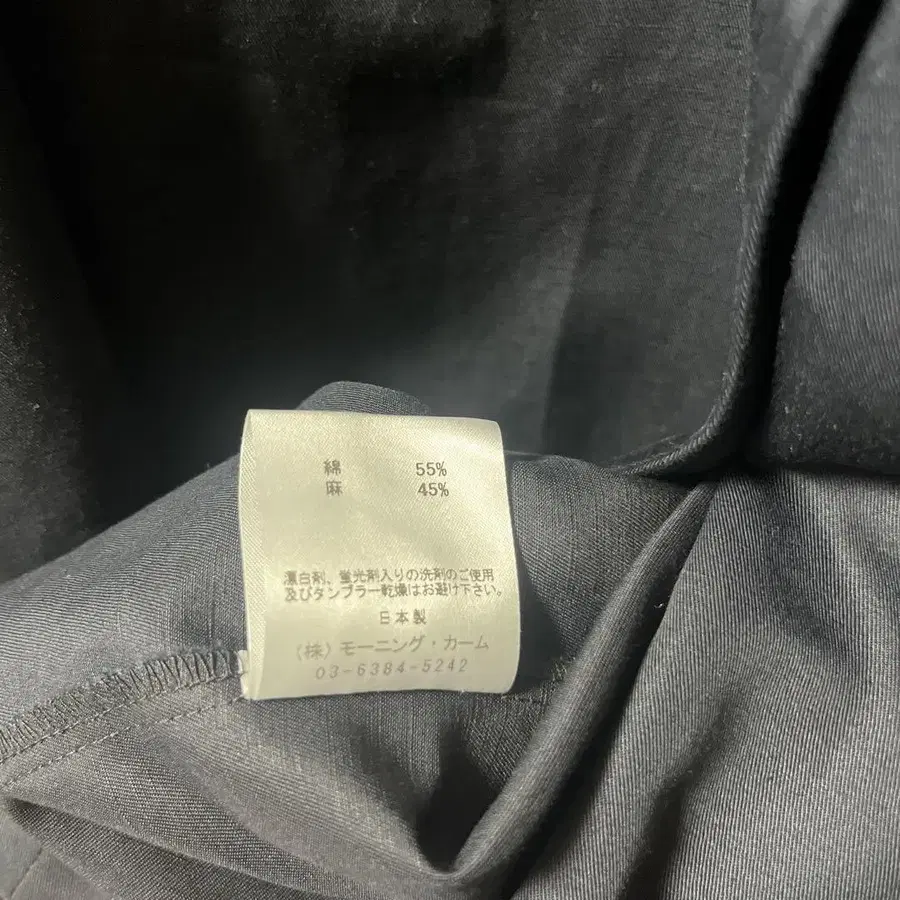 綿 55%
麻 45%
漂白剤、蛍光剤入りの洗剤のご使用
及びタンブラー乾燥はお避け下さい。
日本製
(株)モーニング・カーム
03-6384-5242